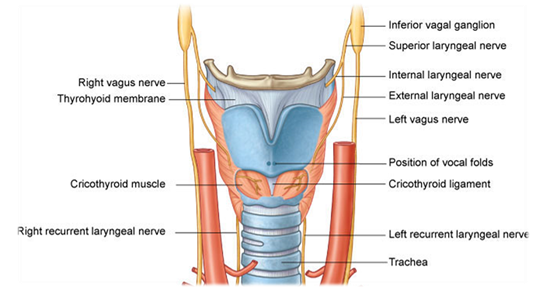 Inferior vagal ganglion
Superior laryngeal nerve
Internal laryngeal nerve
Right vagus nerve
Thyrohyoid membrane
External laryngeal nerve
Left vagus nerve
Position of vocal folds
Cricothyroid muscle
Cricothyroid ligament
Right recurrent laryngeal nerve
Left recurrent laryngeal nerve
Trachea